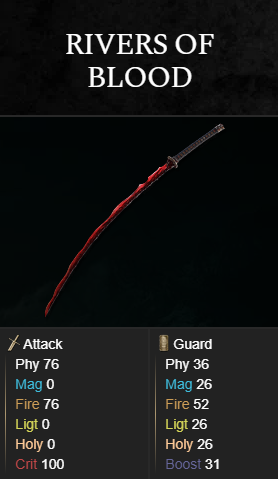 RIVERS OF
BLOOD
Attack
Phy 76
Mag 0
Fire 76
Ligt 0
Holy 0
Crit 100
Guard
Phy 36
Mag 26
Fire 52
Ligt 26
Holy 26
Boost 31